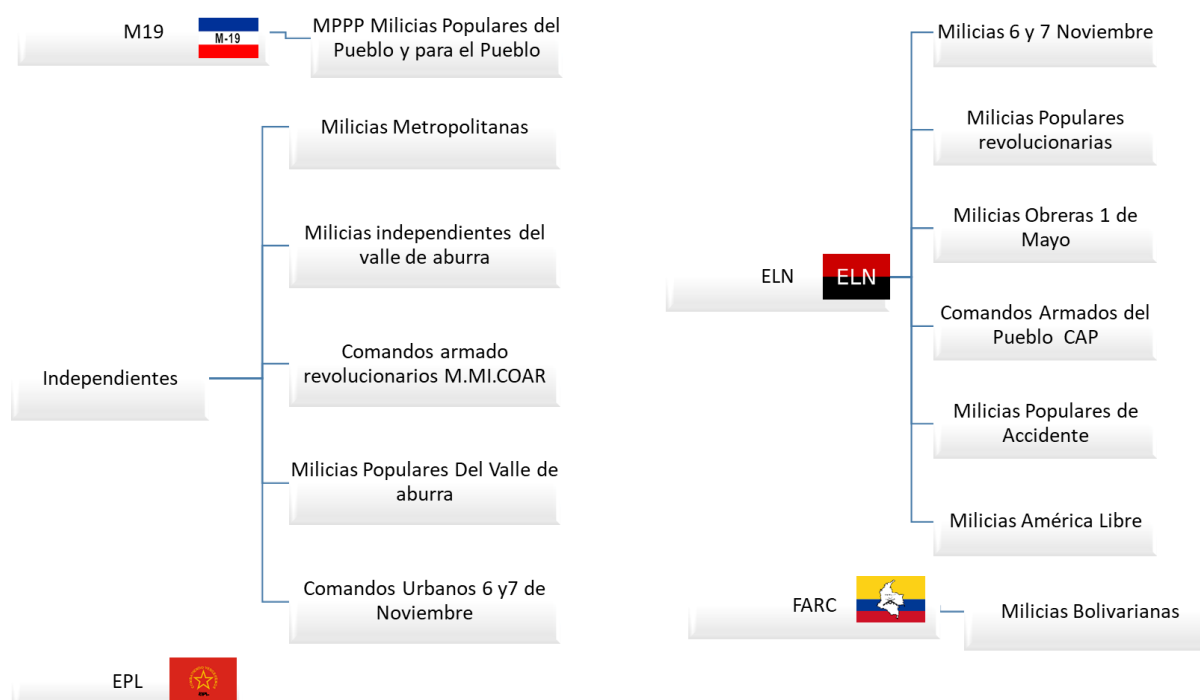 M19
M-19
MPPP Milicias Populares del
Pueblo y para el Pueblo
Independientes
Milicias Metropolitanas
Milicias independientes del
valle de aburra
Comandos armado
revolucionarios M.MI.COAR
Milicias Populares Del Valle de
aburra
Comandos Urbanos 6 y7 de
Noviembre
EPL
EPL
ELN
ELN
Milicias 6 y 7 Noviembre
Milicias Populares
revolucionarias
Milicias Obreras 1 de
Mayo
Comandos Armados del
Pueblo CAP
Milicias Populares de
Accidente
Milicias América Libre
FARC
Milicias Bolivarianas